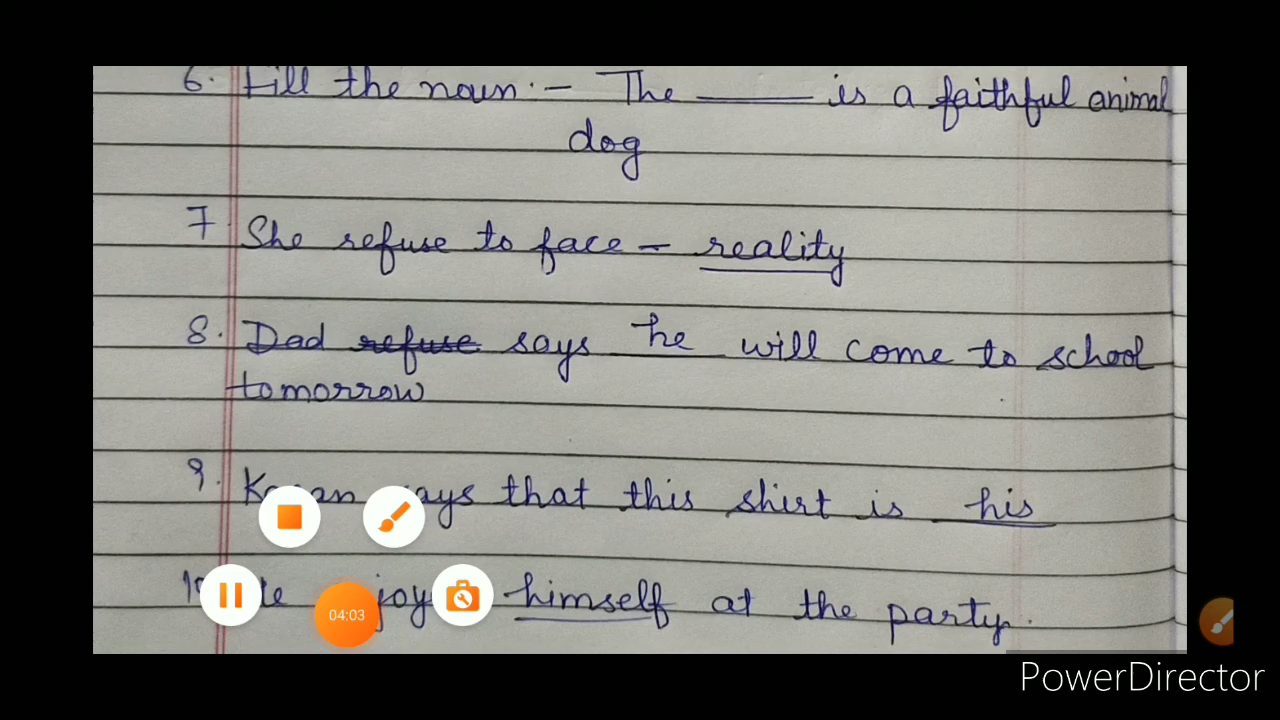 6. Fill the noun :- The ____ is a faithful animal
dog
7. She refuse to face - reality
8. Dad refuse says he will come to school
tomorrow
9. says that this shirt is his
10. himself at the party.
04:03
PowerDirector